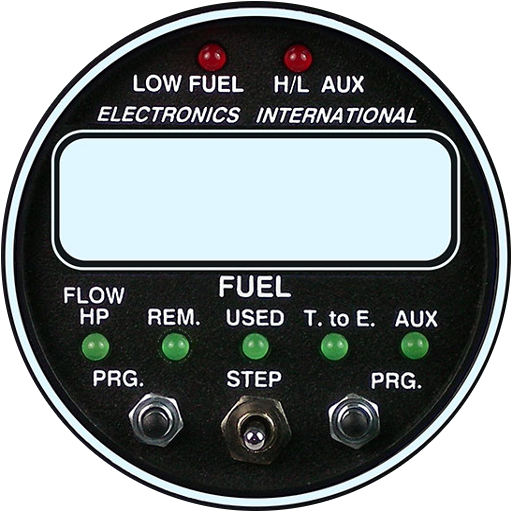 LOW FUEL H/L AUX
ELECTRONICS INTERNATIONAL
FUEL
FLOW
HP REM. USED T. to E. AUX
PRG. STEP PRG.